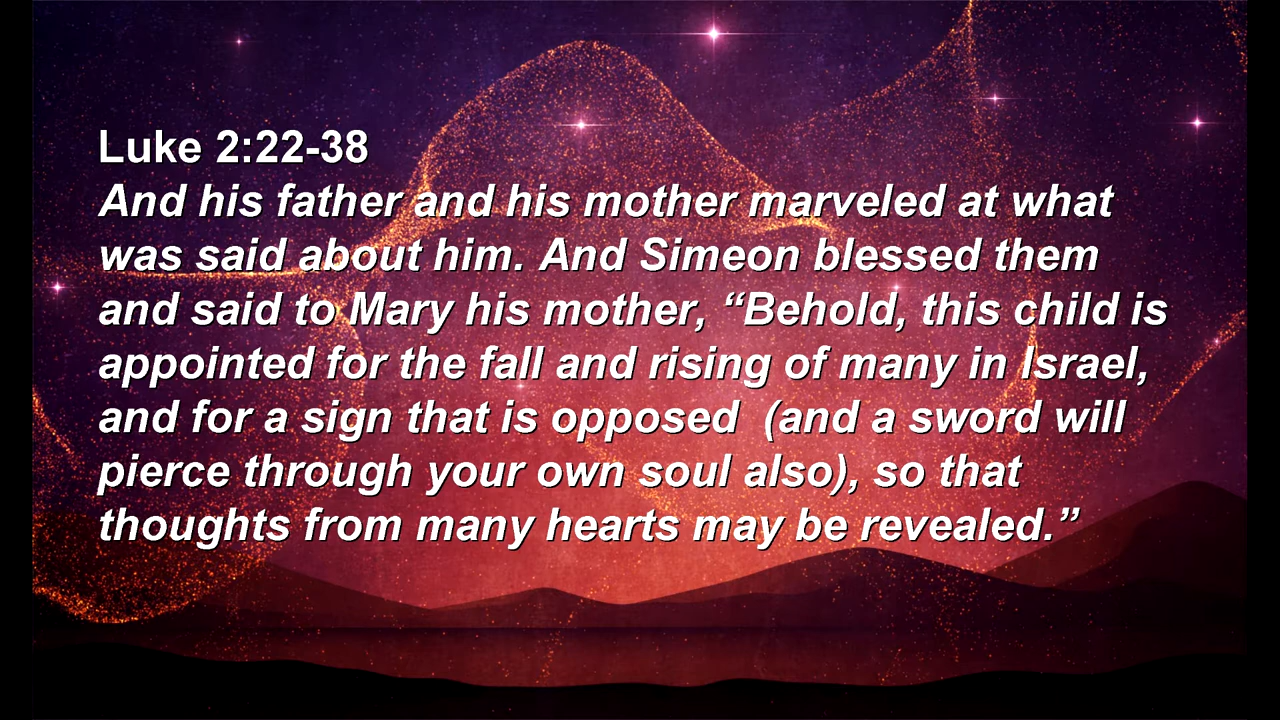 Luke 2:22-38
And his father and his mother marveled at what
was said about him. And Simeon blessed them
and said to Mary his mother, “Behold, this child is
appointed for the fall and rising of many in Israel,
and for a sign that is opposed  (and a sword will
pierce through your own soul also), so that
thoughts from many hearts may be revealed.”